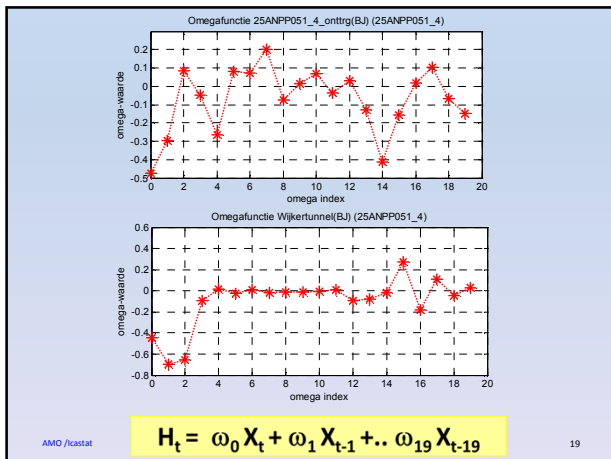 Omegafunctie 25ANPP051_4_onttrg(BJ) (25ANPP051_4)
omega-waarde
0.3
0.2
0.1
0
-0.1
-0.2
-0.3
-0.4
-0.5
0 2 4 6 8 10 12 14 16 18 20
omega index
Omegafunctie Wijkertunnel(BJ) (25ANPP051_4)
omega-waarde
0.6
0.4
0.2
0
-0.2
-0.4
-0.6
-0.8
0 2 4 6 8 10 12 14 16 18 20
omega index
Hₜ = ω₀ Xₜ + ω₁ Xₜ₋₁ +.. ω₁₉ Xₜ₋₁₉
AMO /Icastat 19